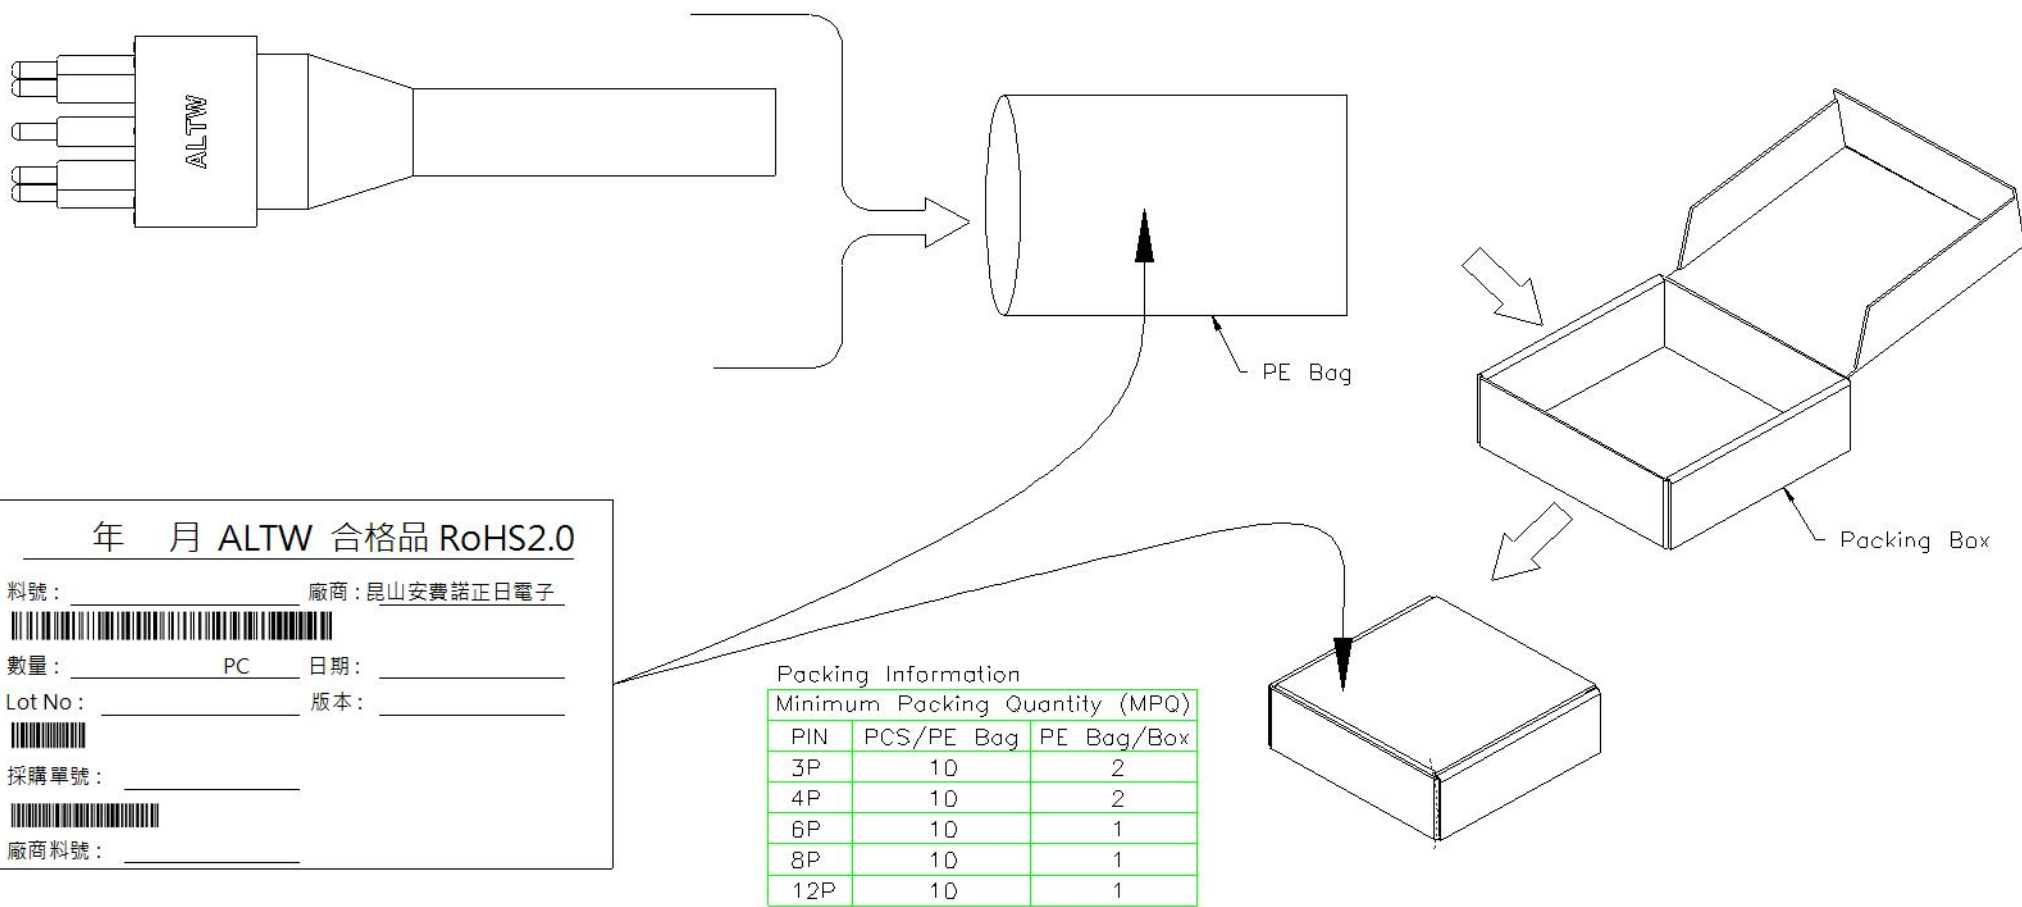 ALTW
PE Bag
Packing Box
年 月 ALTW 合格品 RoHS2.0
料號： 廠商：昆山安費諾正日電子
數量： PC 日期：
Lot No： 版本：
採購單號：
廠商料號：
Packing Information
Minimum Packing Quantity (MPQ)
PIN PCS/PE Bag PE Bag/Box
3P 10 2
4P 10 2
6P 10 1
8P 10 1
12P 10 1